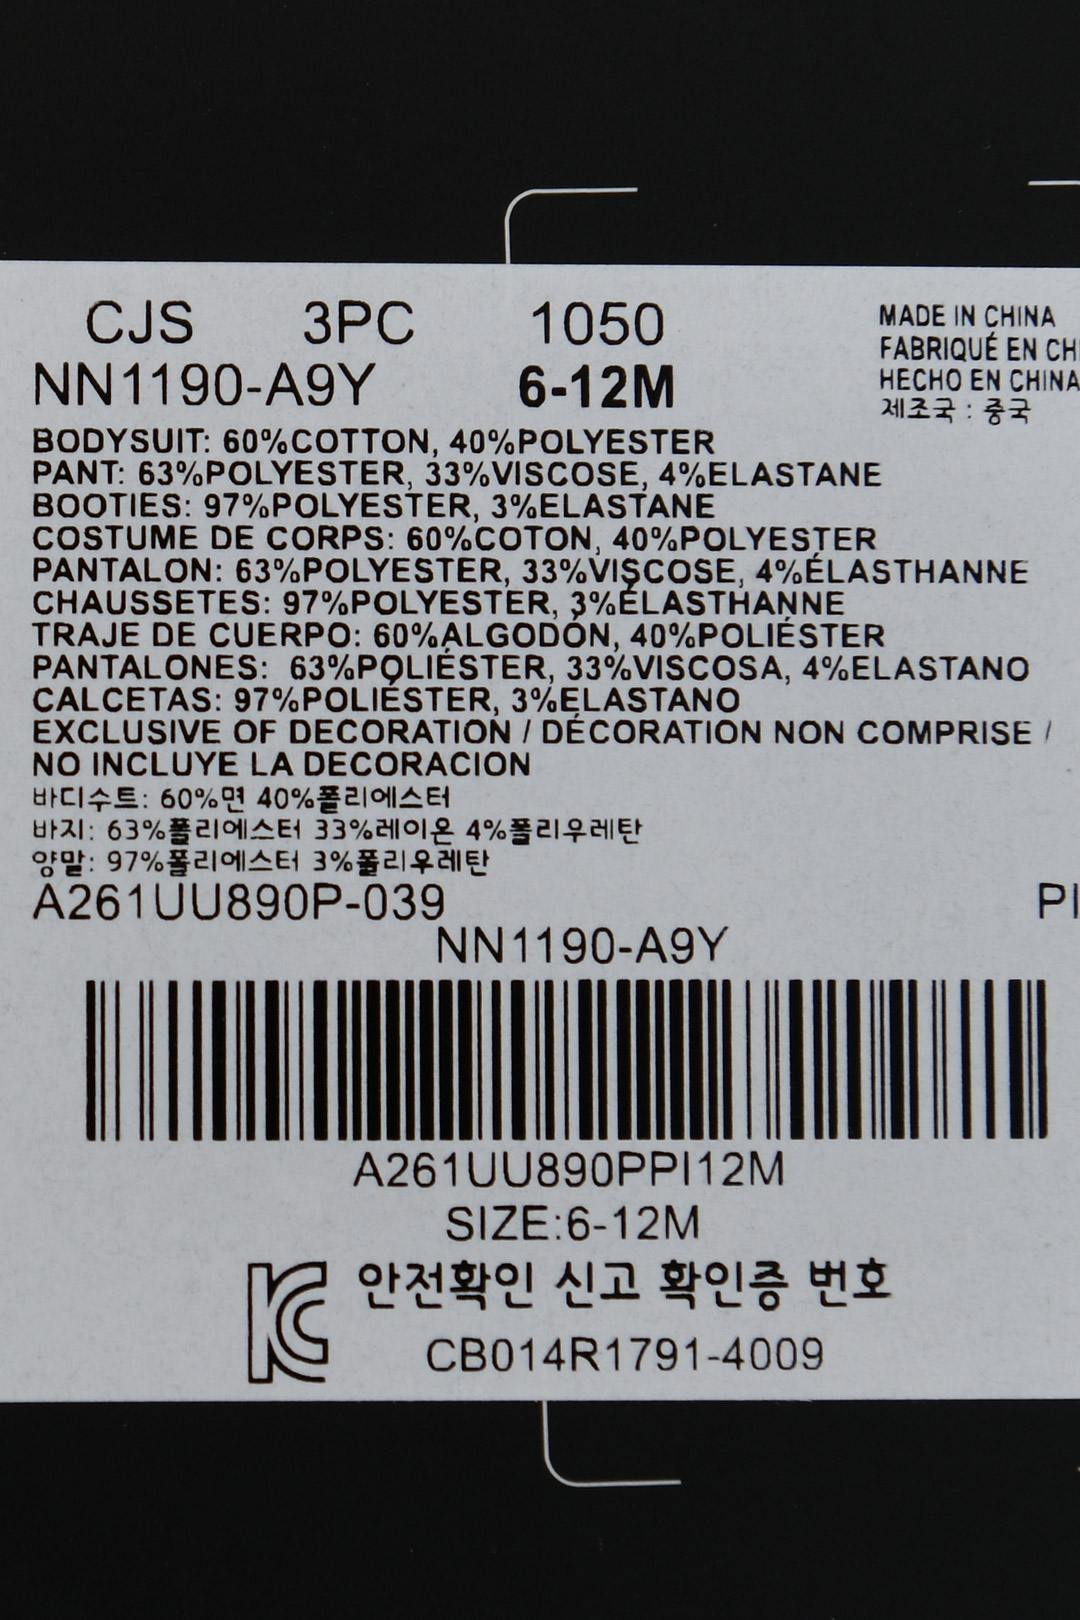 CJS 3PC 1050
NN1190-A9Y 6-12M
MADE IN CHINA
FABRIQUÉ EN CHI
HECHO EN CHINA
제조국 : 중국
BODYSUIT: 60%COTTON, 40%POLYESTER
PANT: 63%POLYESTER, 33%VISCOSE, 4%ELASTANE
BOOTIES: 97%POLYESTER, 3%ELASTANE
COSTUME DE CORPS: 60%COTON, 40%POLYESTER
PANTALON: 63%POLYESTER, 33%VISCOSE, 4%ÉLASTHANNE
CHAUSSETES: 97%POLYESTER, 3%ÉLASTHANNE
TRAJE DE CUERPO: 60%ALGODÓN, 40%POLIÉSTER
PANTALONES: 63%POLIÉSTER, 33%VISCOSA, 4%ELASTANO
CALCETAS: 97%POLIÉSTER, 3%ELASTANO
EXCLUSIVE OF DECORATION / DÉCORATION NON COMPRISE /
NO INCLUYE LA DECORACION
바디수트: 60%면 40%폴리에스터
바지: 63%폴리에스터 33%레이온 4%폴리우레탄
양말: 97%폴리에스터 3%폴리우레탄
A261UU890P-039 PI
NN1190-A9Y
A261UU890PPI12M
SIZE:6-12M
KC 안전확인 신고 확인증 번호
CB014R1791-4009